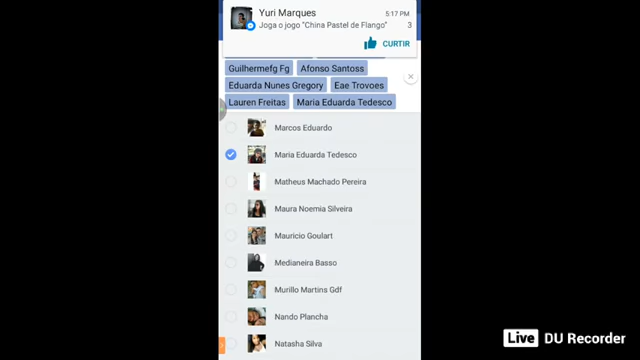 Yuri Marques
5:17 PM
Joga o jogo "China Pastel de Flango"
3
CURTIR
Guilhermefg Fg
Afonso Santoss
Eduarda Nunes Gregory
Eae Trovoes
Lauren Freitas
Maria Eduarda Tedesco
Marcos Eduardo
Maria Eduarda Tedesco
Matheus Machado Pereira
Maura Noemia Silveira
Mauricio Goulart
Medianeira Basso
Murillo Martins Gdf
Nando Plancha
Natasha Silva
Live DU Recorder